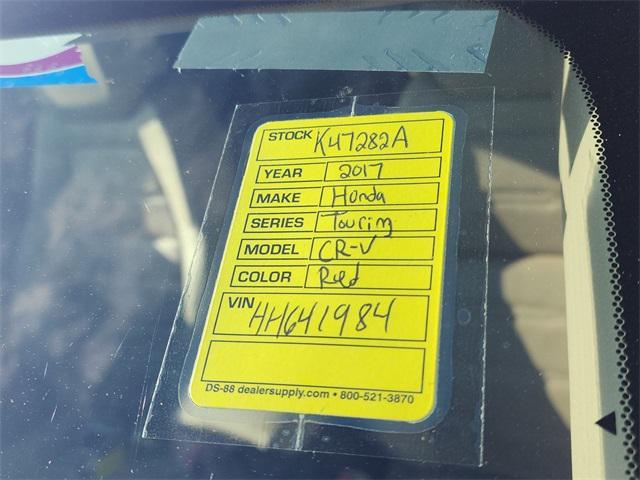 STOCK K47282A
YEAR 2017
MAKE Honda
SERIES Touring
MODEL CR-V
COLOR Red
VIN HH641984
DS-88 dealersupply.com • 800-521-3870